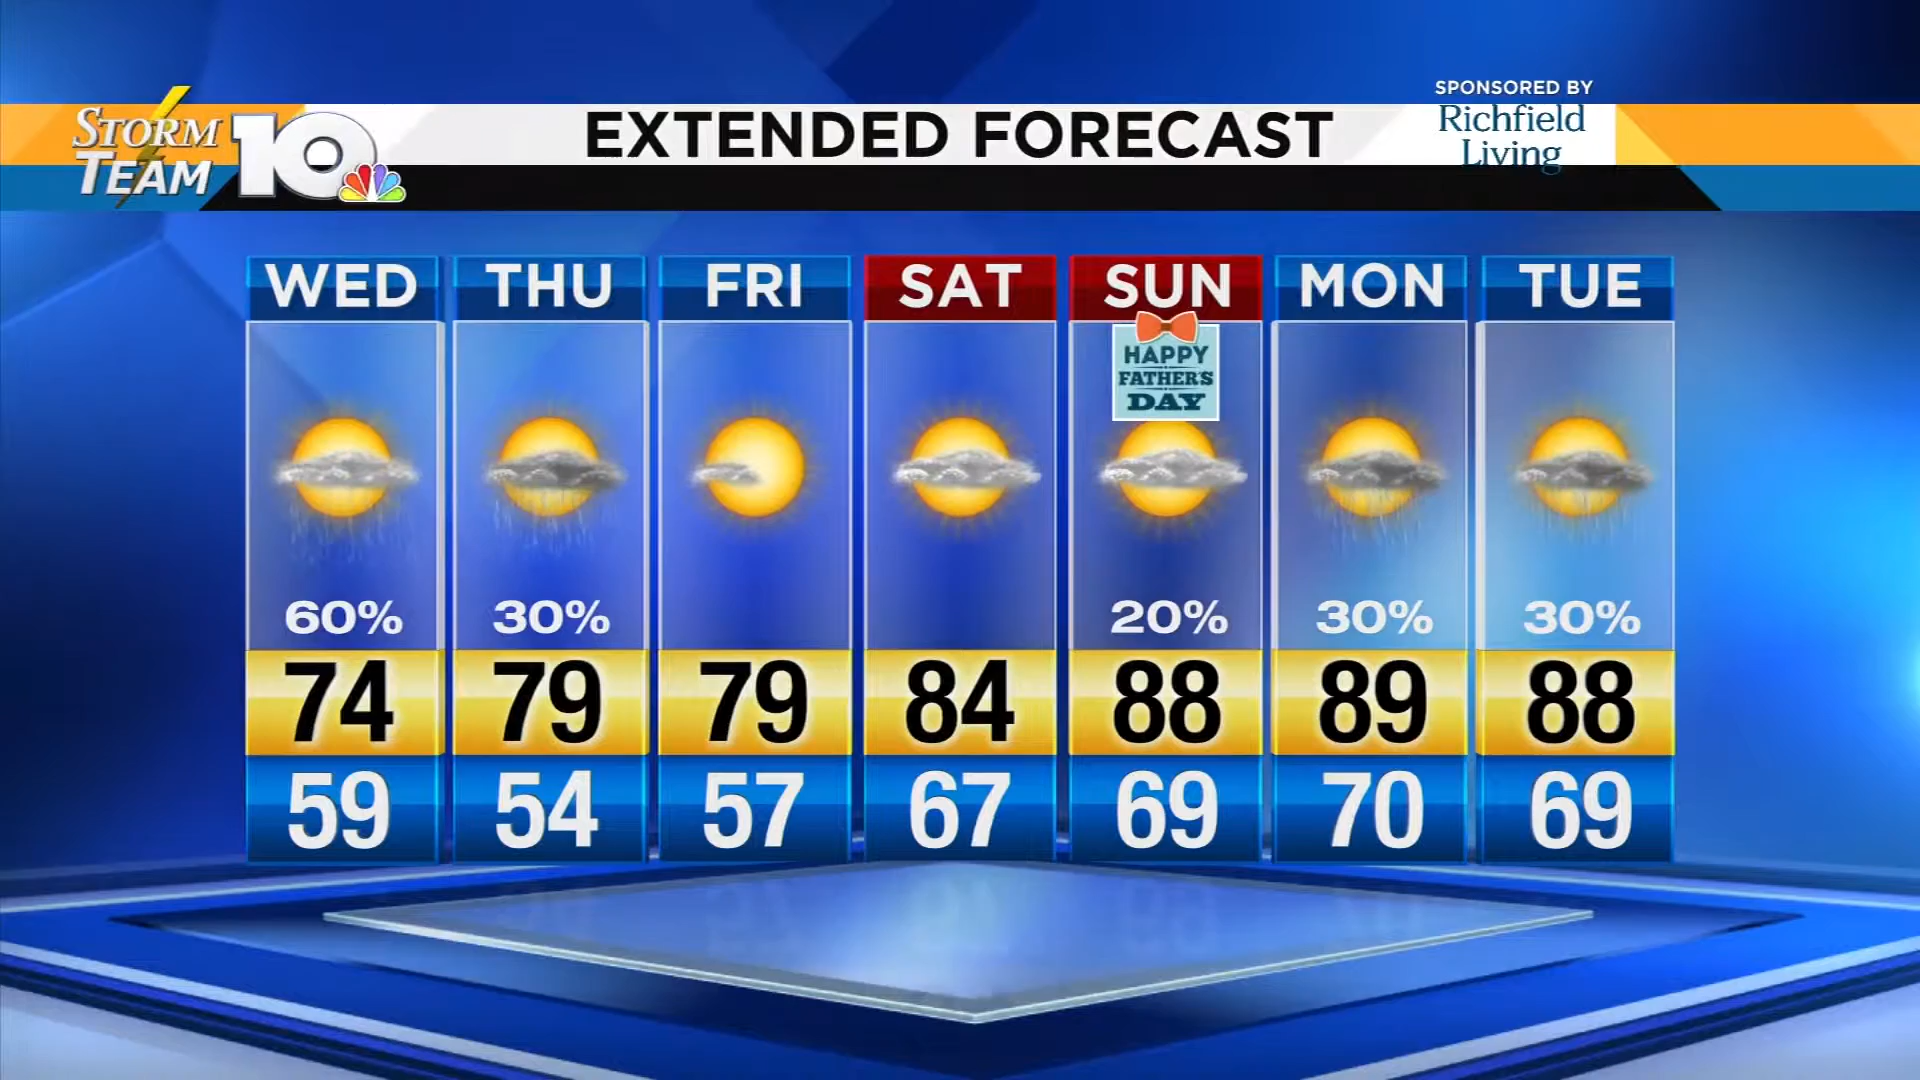 STORM
TEAM
10
EXTENDED FORECAST
SPONSORED BY
Richfield
Living
WED THU FRI SAT SUN MON TUE
HAPPY
FATHER'S
DAY
60% 30% 20% 30% 30%
74 79 79 84 88 89 88
59 54 57 67 69 70 69